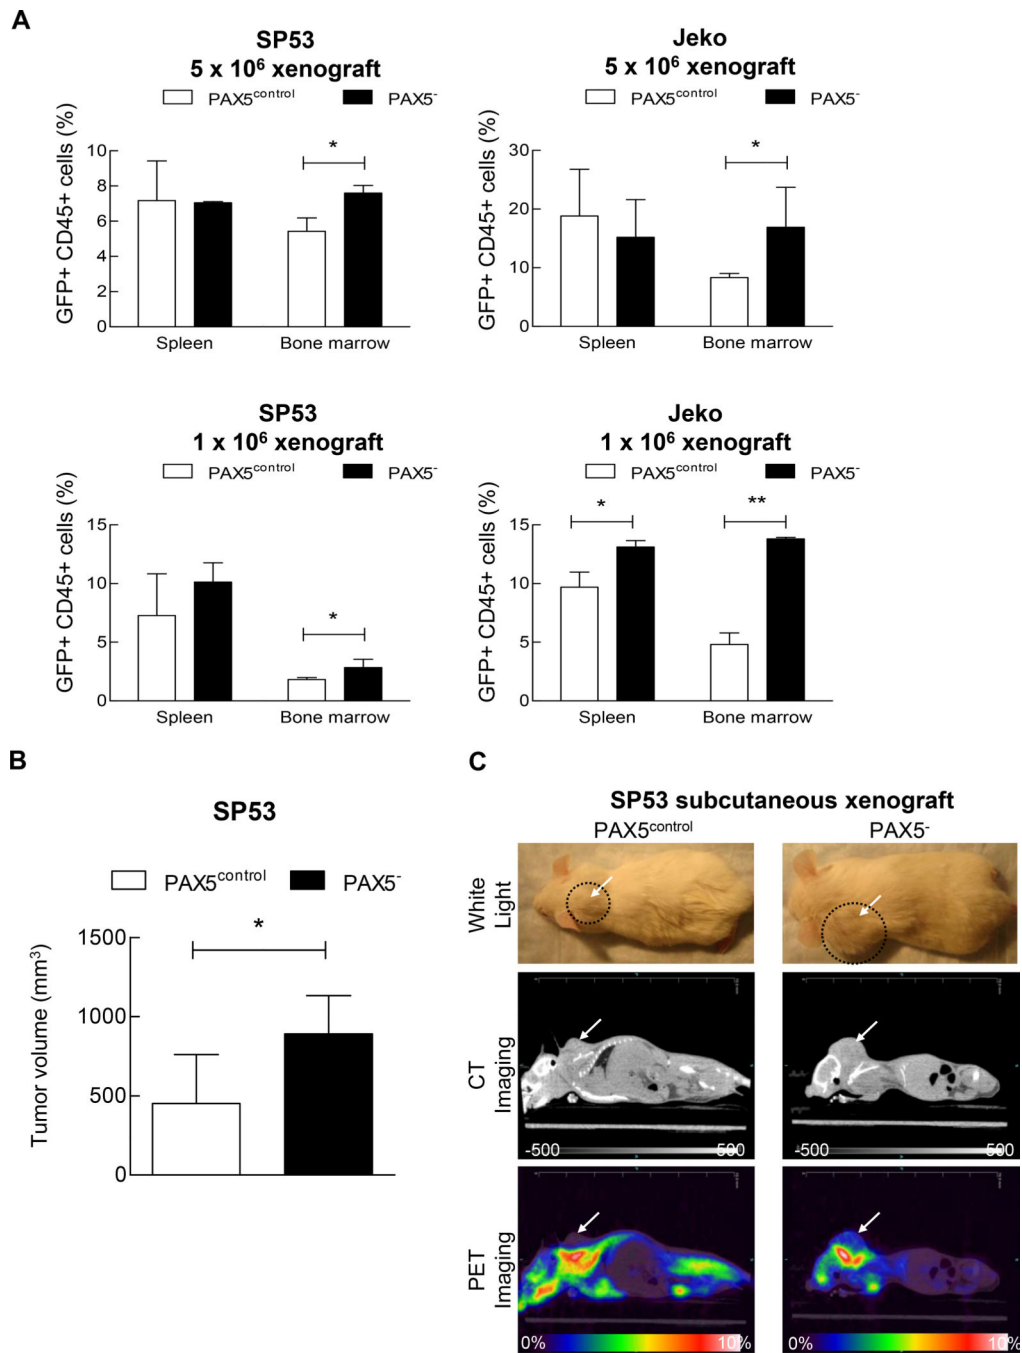 A
SP53
5 x 10⁶ xenograft
PAX5ᶜᵒⁿᵗʳᵒˡ PAX5⁻
GFP+ CD45+ cells (%)
10
8
6
4
2
0
*
Spleen Bone marrow
Jeko
5 x 10⁶ xenograft
PAX5ᶜᵒⁿᵗʳᵒˡ PAX5⁻
GFP+ CD45+ cells (%)
30
20
10
0
*
Spleen Bone marrow
SP53
1 x 10⁶ xenograft
PAX5ᶜᵒⁿᵗʳᵒˡ PAX5⁻
GFP+ CD45+ cells (%)
15
10
5
0
*
Spleen Bone marrow
Jeko
1 x 10⁶ xenograft
PAX5ᶜᵒⁿᵗʳᵒˡ PAX5⁻
GFP+ CD45+ cells (%)
15
10
5
0
* **
Spleen Bone marrow
B
SP53
PAX5ᶜᵒⁿᵗʳᵒˡ PAX5⁻
Tumor volume (mm³)
1500
1000
500
0
*
C
SP53 subcutaneous xenograft
PAX5ᶜᵒⁿᵗʳᵒˡ PAX5⁻
White
Light
CT
Imaging
-500 500 -500 500
PET
Imaging
0% 10% 0% 10%